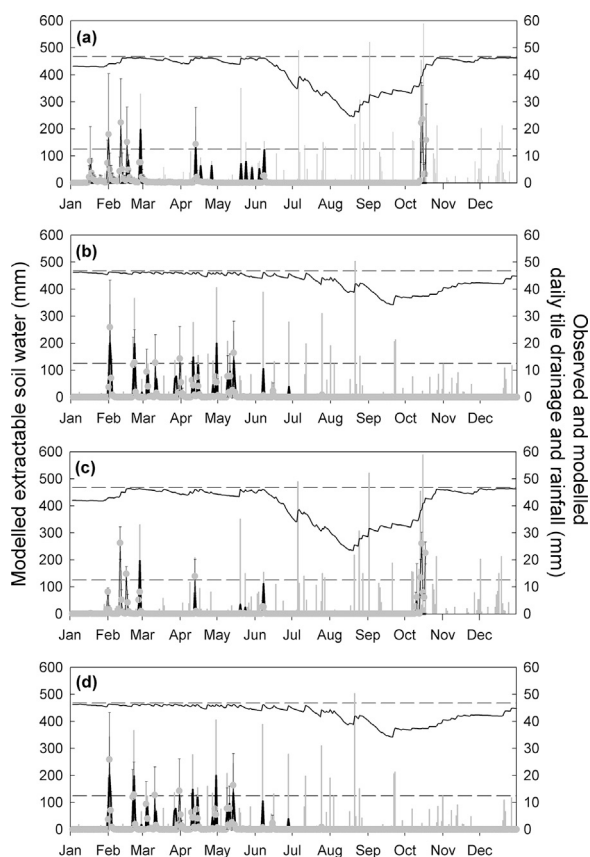 Modelled extractable soil water (mm)
Observed and modelled
daily tile drainage and rainfall (mm)
(a)
600 60
500 50
400 40
300 30
200 20
100 10
0 0
Jan Feb Mar Apr May Jun Jul Aug Sep Oct Nov Dec
(b)
600 60
500 50
400 40
300 30
200 20
100 10
0 0
Jan Feb Mar Apr May Jun Jul Aug Sep Oct Nov Dec
(c)
600 60
500 50
400 40
300 30
200 20
100 10
0 0
Jan Feb Mar Apr May Jun Jul Aug Sep Oct Nov Dec
(d)
600 60
500 50
400 40
300 30
200 20
100 10
0 0
Jan Feb Mar Apr May Jun Jul Aug Sep Oct Nov Dec